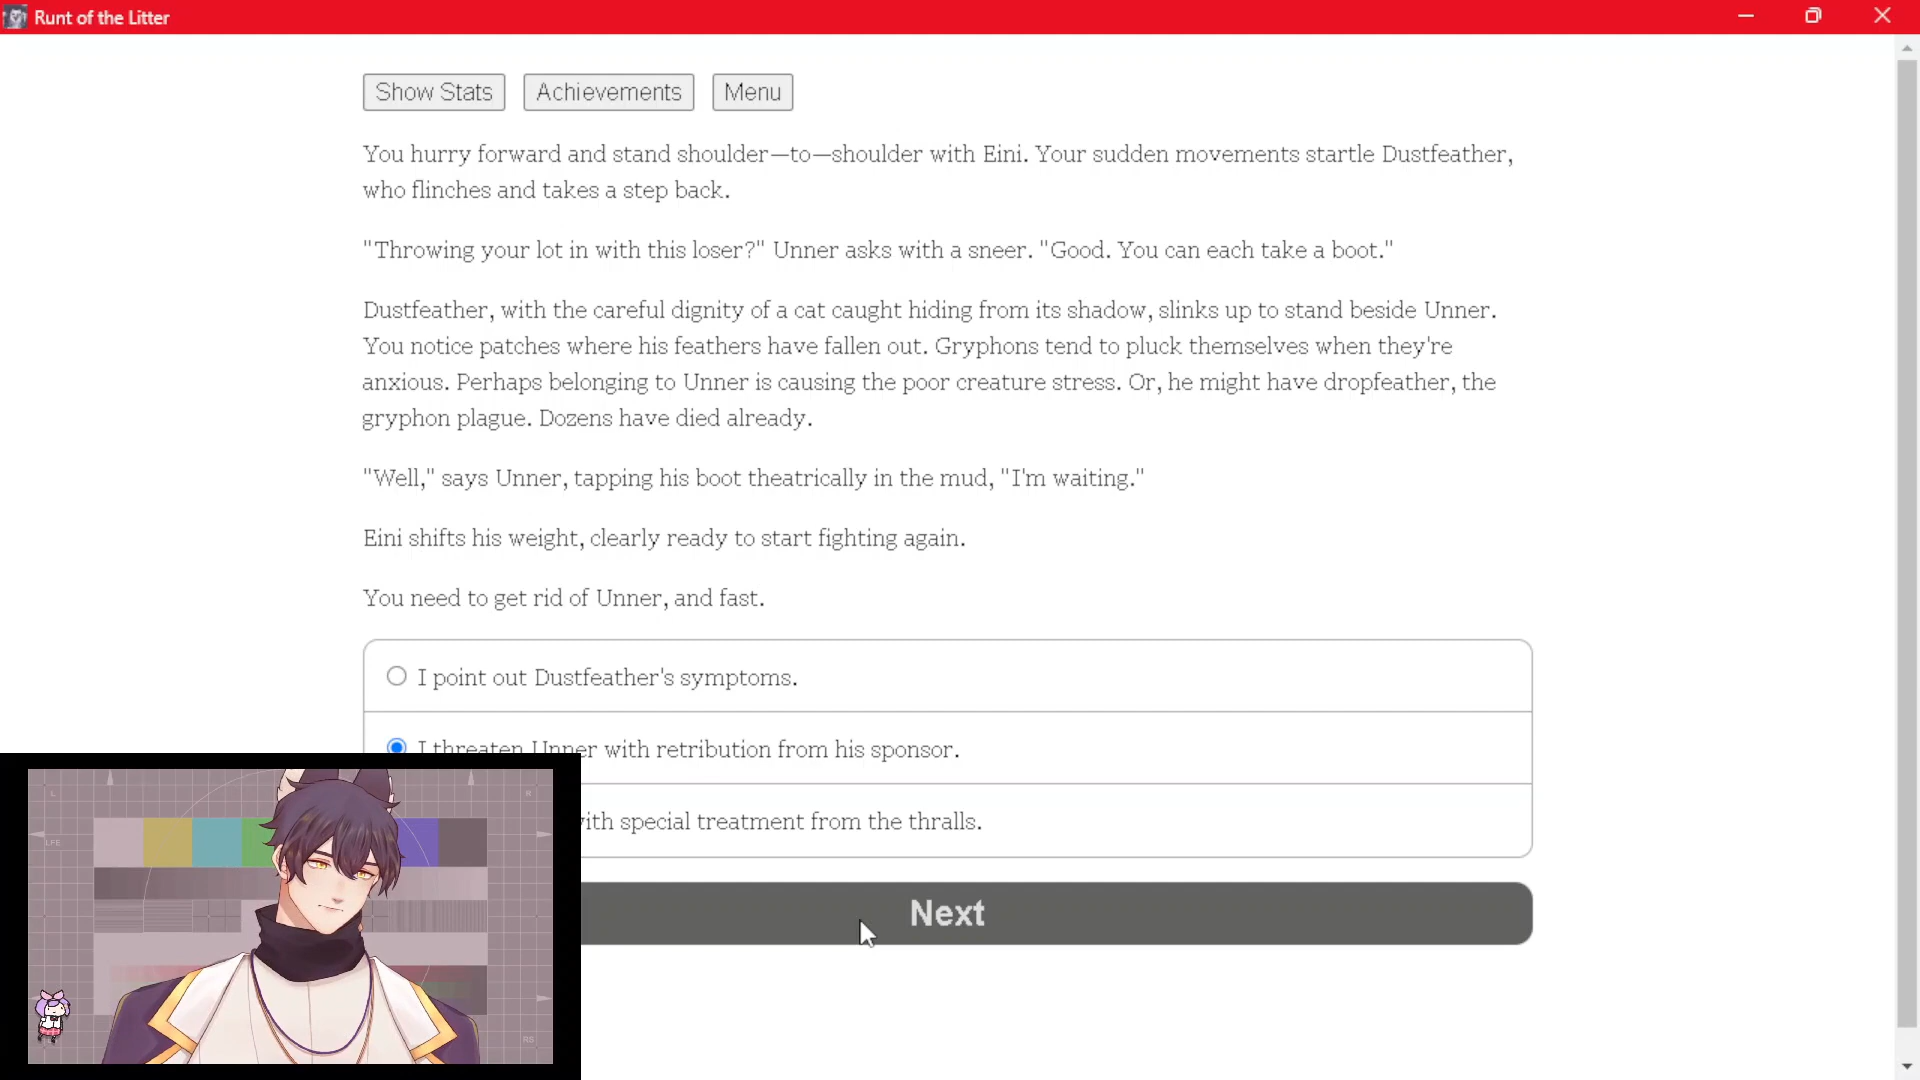 Runt of the Litter
Show Stats Achievements Menu
You hurry forward and stand shoulder—to—shoulder with Eini. Your sudden movements startle Dustfeather,
who flinches and takes a step back.
"Throwing your lot in with this loser?" Unner asks with a sneer. "Good. You can each take a boot."
Dustfeather, with the careful dignity of a cat caught hiding from its shadow, slinks up to stand beside Unner.
You notice patches where his feathers have fallen out. Gryphons tend to pluck themselves when they're
anxious. Perhaps belonging to Unner is causing the poor creature stress. Or, he might have dropfeather, the
gryphon plague. Dozens have died already.
"Well," says Unner, tapping his boot theatrically in the mud, "I'm waiting."
Eini shifts his weight, clearly ready to start fighting again.
You need to get rid of Unner, and fast.
I point out Dustfeather's symptoms.
I threaten Unner with retribution from his sponsor.
with special treatment from the thralls.
Next
L
R
LFE
RS